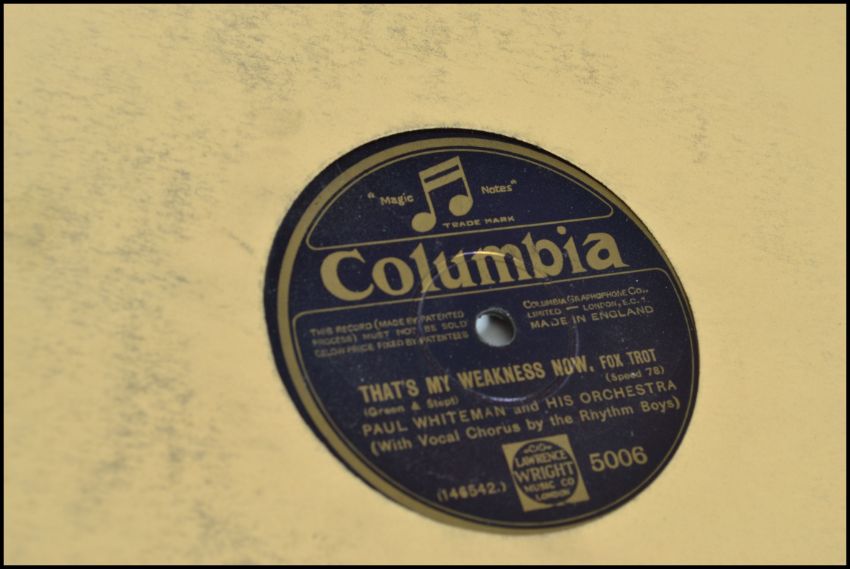 "Magic Notes"
TRADE MARK
Columbia
THIS RECORD (MADE BY PATENTED
PROCESS) MUST NOT BE SOLD
BELOW PRICE FIXED BY PATENTEES
COLUMBIA GRAPHOPHONE CO.,
LIMITED — LONDON, E.C.1.
MADE IN ENGLAND
THAT'S MY WEAKNESS NOW. FOX TROT
(Green & Stept) (Speed 78)
PAUL WHITEMAN and HIS ORCHESTRA
(With Vocal Chorus by the Rhythm Boys)
LAWRENCE
WRIGHT
MUSIC CO
LONDON
5006
(146542.)